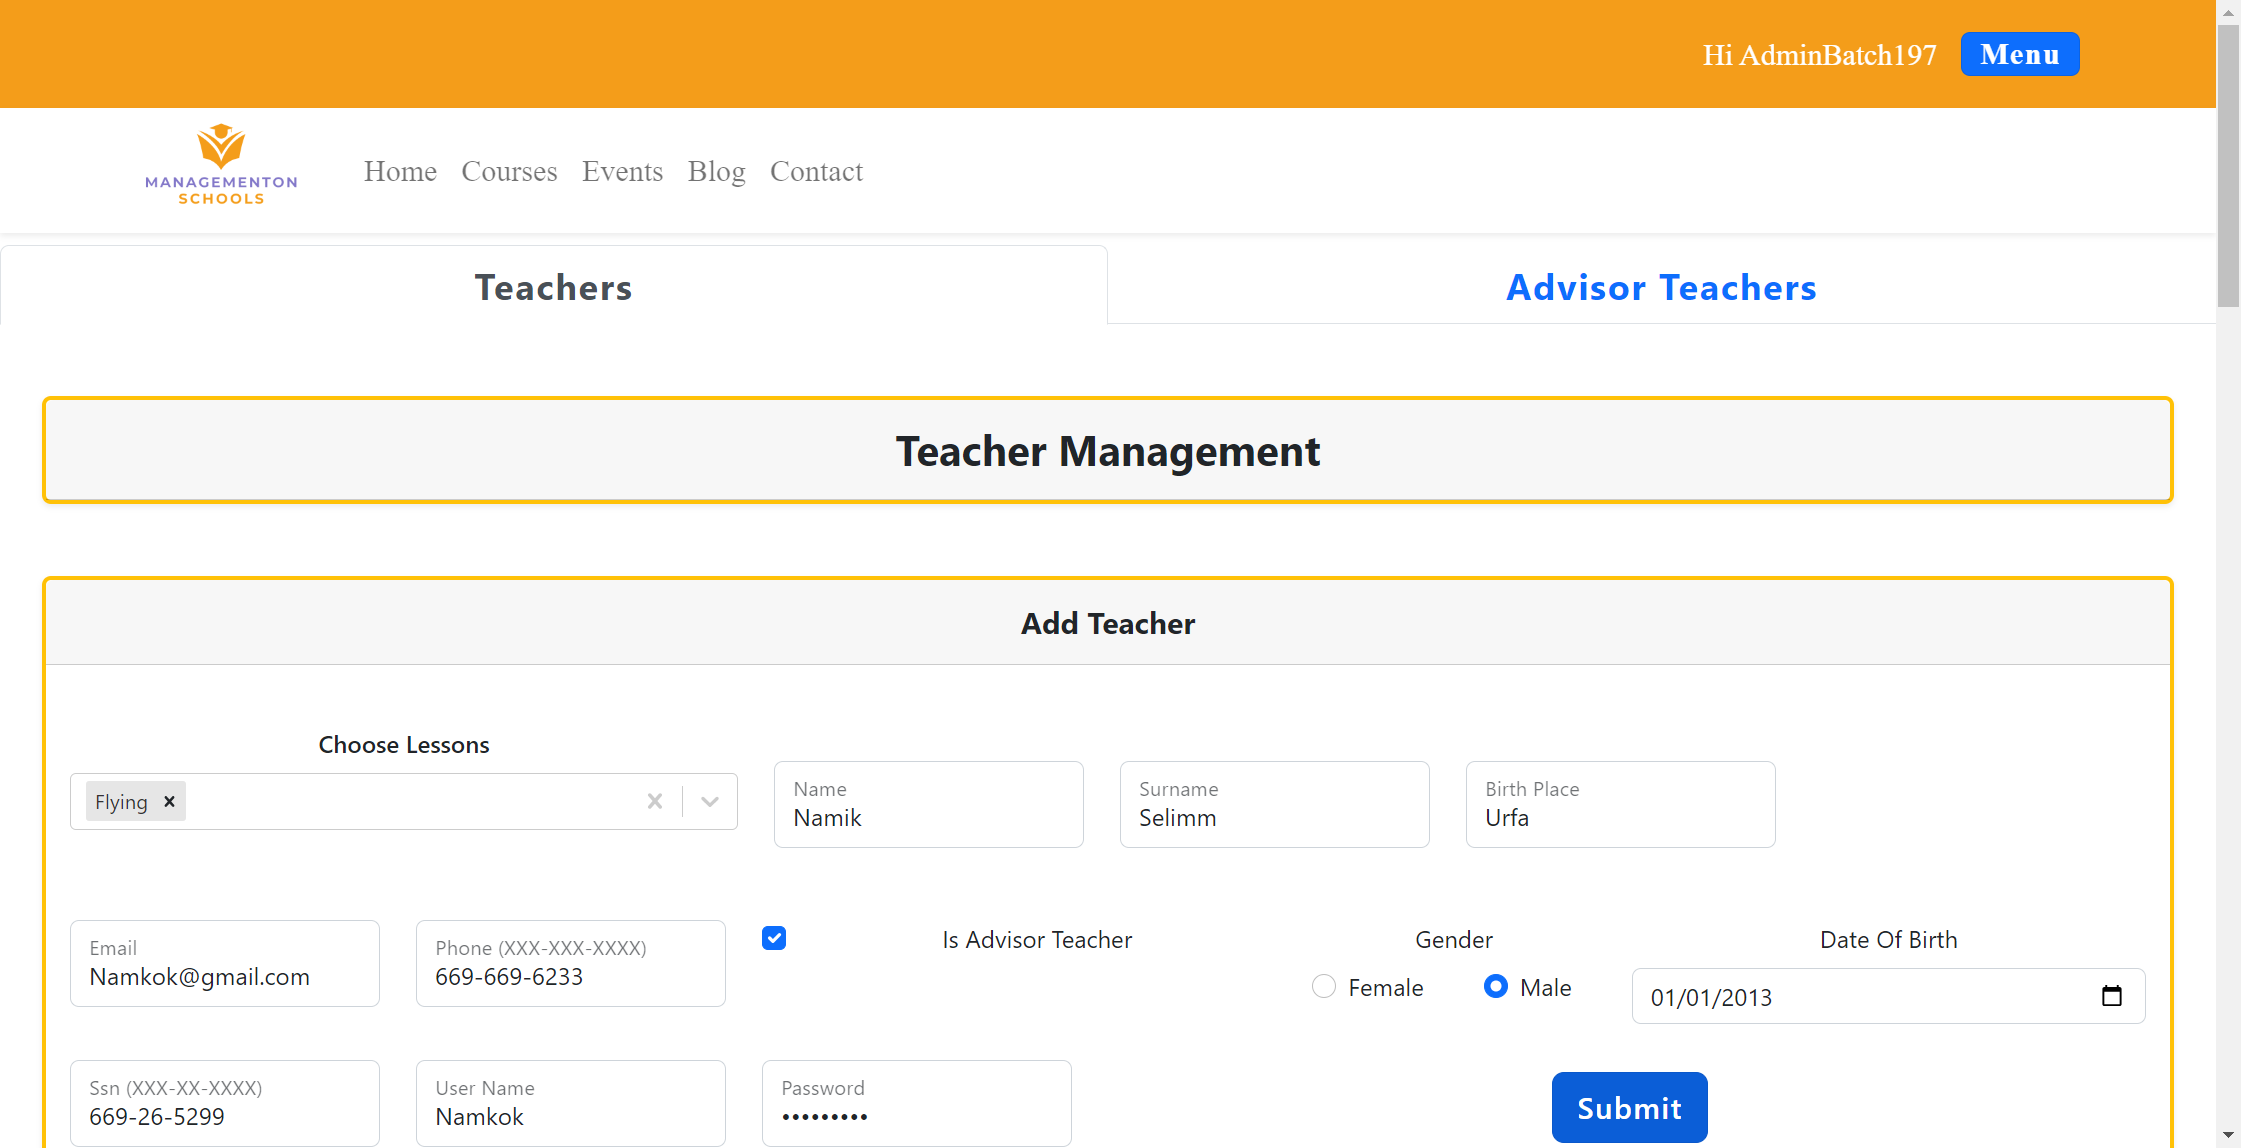 Hi AdminBatch197 Menu
MANAGEMENTON
SCHOOLS
Home Courses Events Blog Contact
Teachers Advisor Teachers
Teacher Management
Add Teacher
Choose Lessons
Flying
Name
Namik
Surname
Selimm
Birth Place
Urfa
Email
Namkok@gmail.com
Phone (XXX-XXX-XXXX)
669-669-6233
Is Advisor Teacher
Gender
Female Male
Date Of Birth
01/01/2013
Ssn (XXX-XX-XXXX)
669-26-5299
User Name
Namkok
Password
•••••••••
Submit